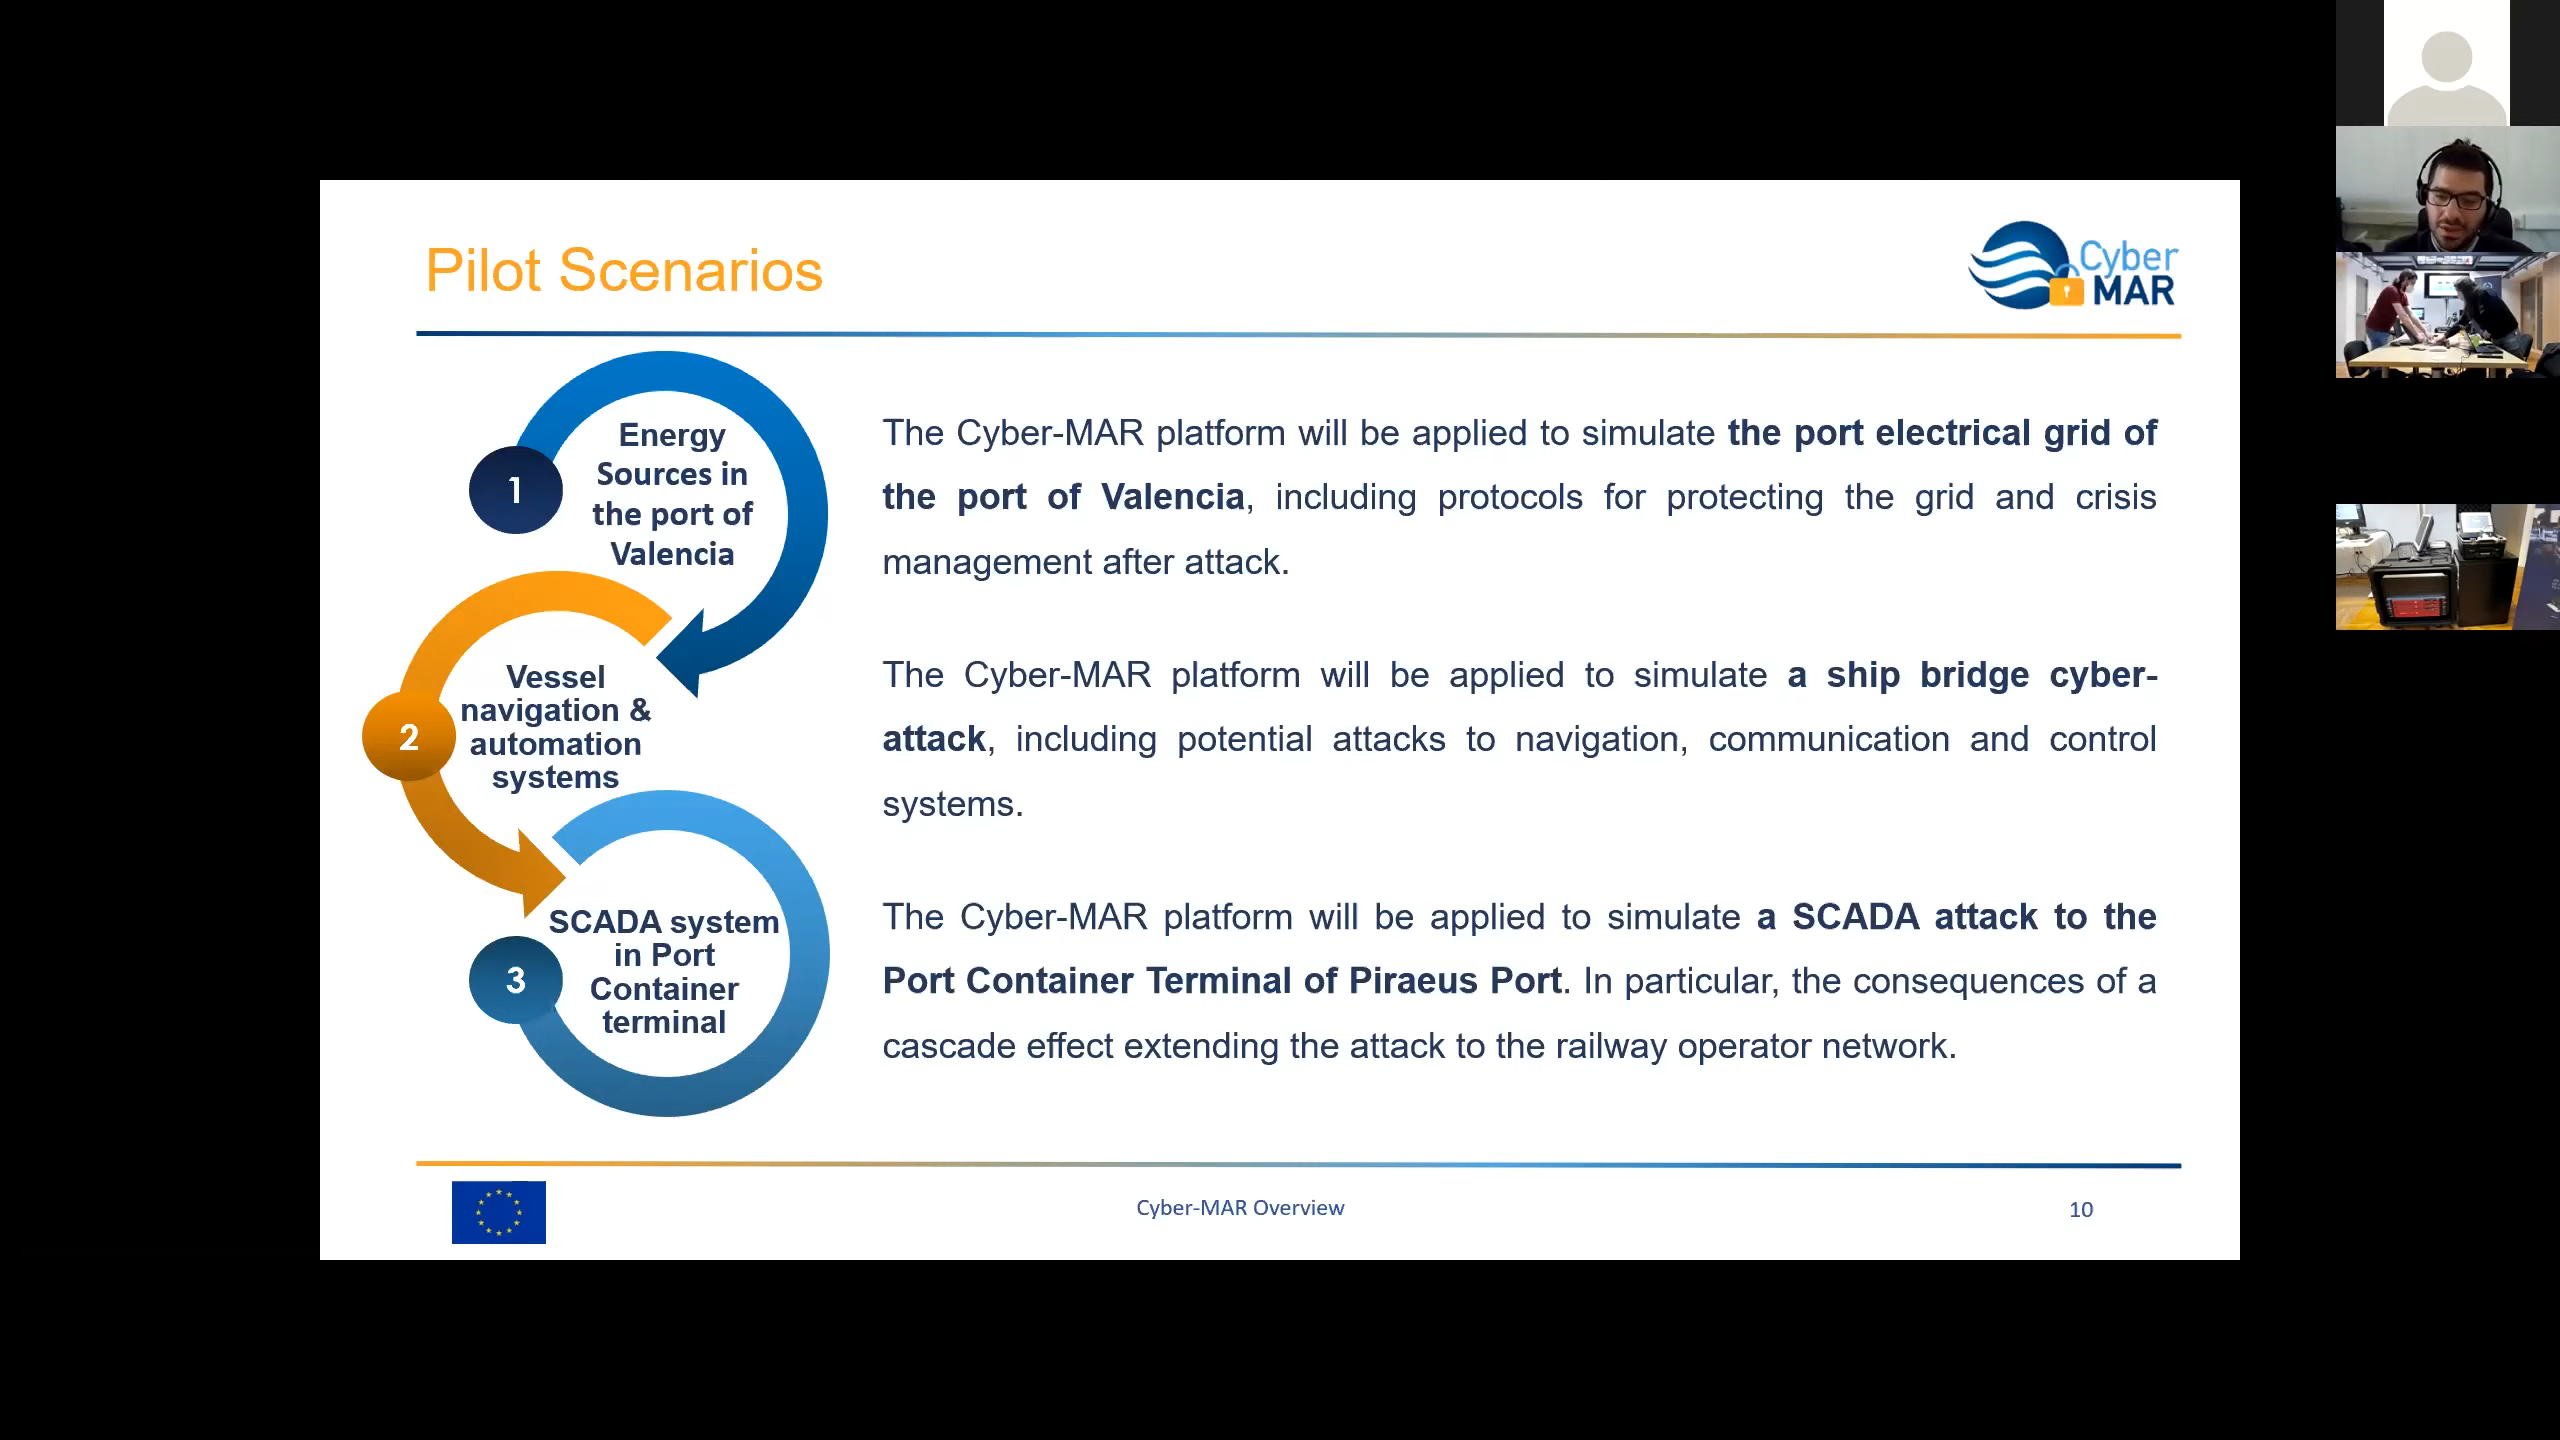 Pilot Scenarios
Cyber
MAR
1
Energy
Sources in
the port of
Valencia
The Cyber-MAR platform will be applied to simulate the port electrical grid of
the port of Valencia, including protocols for protecting the grid and crisis
management after attack.
2
Vessel
navigation &
automation
systems
The Cyber-MAR platform will be applied to simulate a ship bridge cyber-
attack, including potential attacks to navigation, communication and control
systems.
3
SCADA system
in Port
Container
terminal
The Cyber-MAR platform will be applied to simulate a SCADA attack to the
Port Container Terminal of Piraeus Port. In particular, the consequences of a
cascade effect extending the attack to the railway operator network.
Cyber-MAR Overview
10